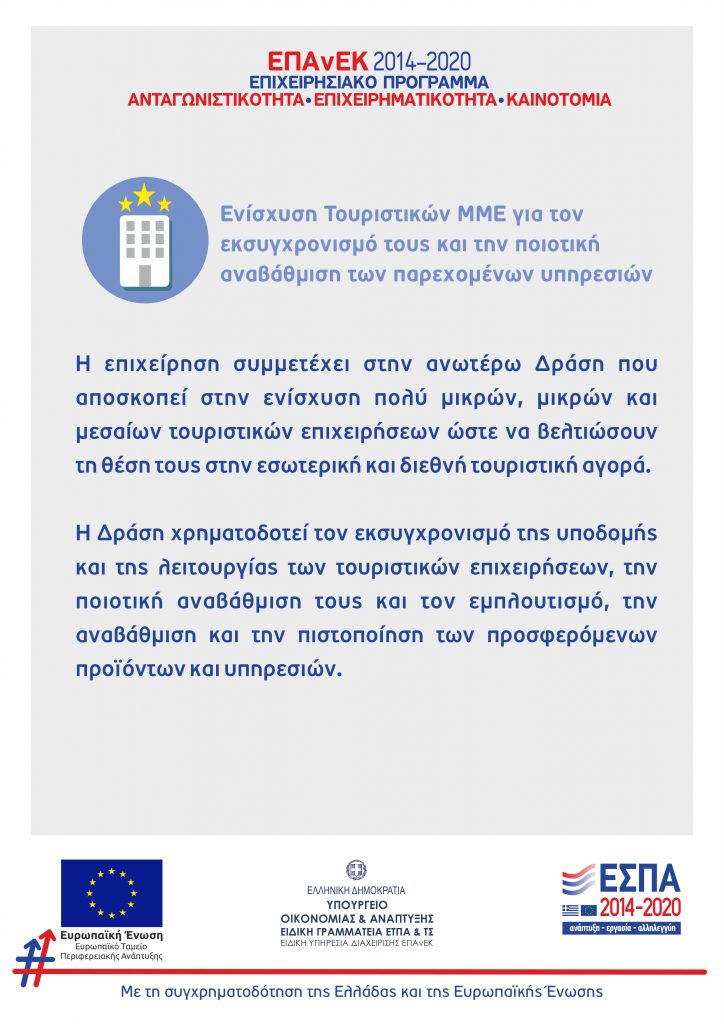 ΕΠΑνΕΚ 2014–2020
ΕΠΙΧΕΙΡΗΣΙΑΚΟ ΠΡΟΓΡΑΜΜΑ
ΑΝΤΑΓΩΝΙΣΤΙΚΟΤΗΤΑ•ΕΠΙΧΕΙΡΗΜΑΤΙΚΟΤΗΤΑ•ΚΑΙΝΟΤΟΜΙΑ
Ενίσχυση Τουριστικών ΜΜΕ για τον
εκσυγχρονισμό τους και την ποιοτική
αναβάθμιση των παρεχομένων υπηρεσιών
Η επιχείρηση συμμετέχει στην ανωτέρω Δράση που
αποσκοπεί στην ενίσχυση πολύ μικρών, μικρών και
μεσαίων τουριστικών επιχειρήσεων ώστε να βελτιώσουν
τη θέση τους στην εσωτερική και διεθνή τουριστική αγορά.
Η Δράση χρηματοδοτεί τον εκσυγχρονισμό της υποδομής
και της λειτουργίας των τουριστικών επιχειρήσεων, την
ποιοτική αναβάθμιση τους και τον εμπλουτισμό, την
αναβάθμιση και την πιστοποίηση των προσφερόμενων
προϊόντων και υπηρεσιών.
Ευρωπαϊκή Ένωση
Ευρωπαϊκό Ταμείο
Περιφερειακής Ανάπτυξης
ΕΛΛΗΝΙΚΗ ΔΗΜΟΚΡΑΤΙΑ
ΥΠΟΥΡΓΕΙΟ
ΟΙΚΟΝΟΜΙΑΣ & ΑΝΑΠΤΥΞΗΣ
ΕΙΔΙΚΗ ΓΡΑΜΜΑΤΕΙΑ ΕΤΠΑ & ΤΣ
ΕΙΔΙΚΗ ΥΠΗΡΕΣΙΑ ΔΙΑΧΕΙΡΙΣΗΣ ΕΠΑνΕΚ
ΕΣΠΑ
2014-2020
ανάπτυξη - εργασία - αλληλεγγύη
Με τη συγχρηματοδότηση της Ελλάδας και της Ευρωπαϊκής Ένωσης